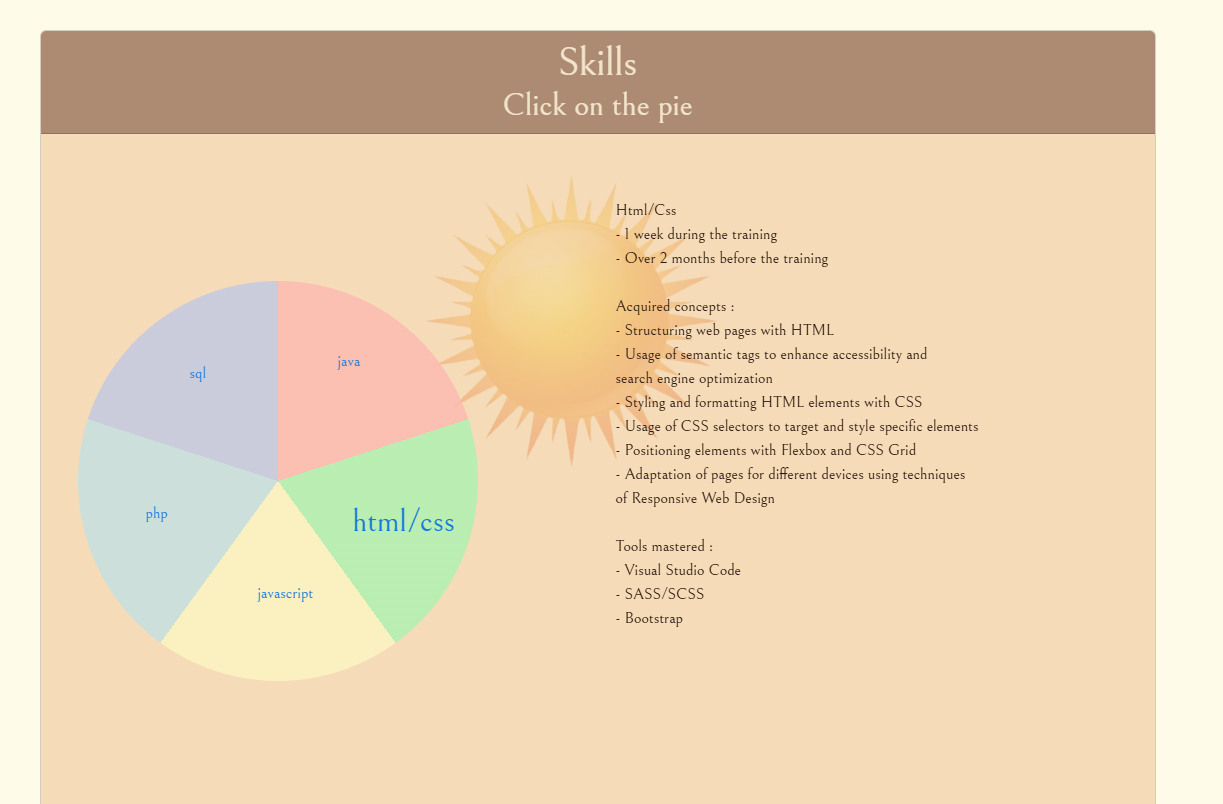 Skills
Click on the pie
sql
java
php
html/css
javascript
Html/Css
- 1 week during the training
- Over 2 months before the training
Acquired concepts :
- Structuring web pages with HTML
- Usage of semantic tags to enhance accessibility and
search engine optimization
- Styling and formatting HTML elements with CSS
- Usage of CSS selectors to target and style specific elements
- Positioning elements with Flexbox and CSS Grid
- Adaptation of pages for different devices using techniques
of Responsive Web Design
Tools mastered :
- Visual Studio Code
- SASS/SCSS
- Bootstrap